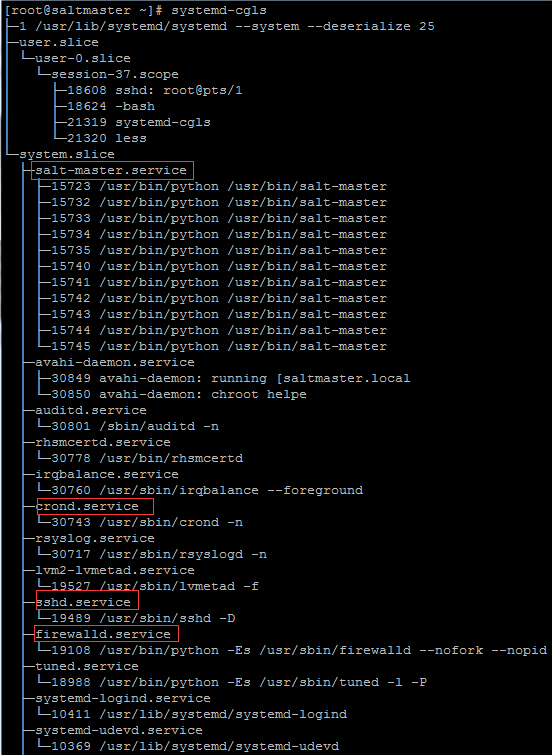 [root@saltmaster ~]# systemd-cgls
├─1 /usr/lib/systemd/systemd --system --deserialize 25
├─user.slice
│ └─user-0.slice
│   └─session-37.scope
│     ├─18608 sshd: root@pts/1
│     ├─18624 -bash
│     ├─21319 systemd-cgls
│     └─21320 less
└─system.slice
  ├─salt-master.service
  │ ├─15723 /usr/bin/python /usr/bin/salt-master
  │ ├─15732 /usr/bin/python /usr/bin/salt-master
  │ ├─15733 /usr/bin/python /usr/bin/salt-master
  │ ├─15734 /usr/bin/python /usr/bin/salt-master
  │ ├─15735 /usr/bin/python /usr/bin/salt-master
  │ ├─15740 /usr/bin/python /usr/bin/salt-master
  │ ├─15741 /usr/bin/python /usr/bin/salt-master
  │ ├─15742 /usr/bin/python /usr/bin/salt-master
  │ ├─15743 /usr/bin/python /usr/bin/salt-master
  │ ├─15744 /usr/bin/python /usr/bin/salt-master
  │ └─15745 /usr/bin/python /usr/bin/salt-master
  ├─avahi-daemon.service
  │ ├─30849 avahi-daemon: running [saltmaster.local
  │ └─30850 avahi-daemon: chroot helpe
  ├─auditd.service
  │ └─30801 /sbin/auditd -n
  ├─rhsmcertd.service
  │ └─30778 /usr/bin/rhsmcertd
  ├─irqbalance.service
  │ └─30760 /usr/sbin/irqbalance --foreground
  ├─crond.service
  │ └─30743 /usr/sbin/crond -n
  ├─rsyslog.service
  │ └─30717 /usr/sbin/rsyslogd -n
  ├─lvm2-lvmetad.service
  │ └─19527 /usr/sbin/lvmetad -f
  ├─sshd.service
  │ └─19489 /usr/sbin/sshd -D
  ├─firewalld.service
  │ └─19108 /usr/bin/python -Es /usr/sbin/firewalld --nofork --nopid
  ├─tuned.service
  │ └─18988 /usr/bin/python -Es /usr/sbin/tuned -l -P
  ├─systemd-logind.service
  │ └─10411 /usr/lib/systemd/systemd-logind
  ├─systemd-udevd.service
  │ └─10369 /usr/lib/systemd/systemd-udevd